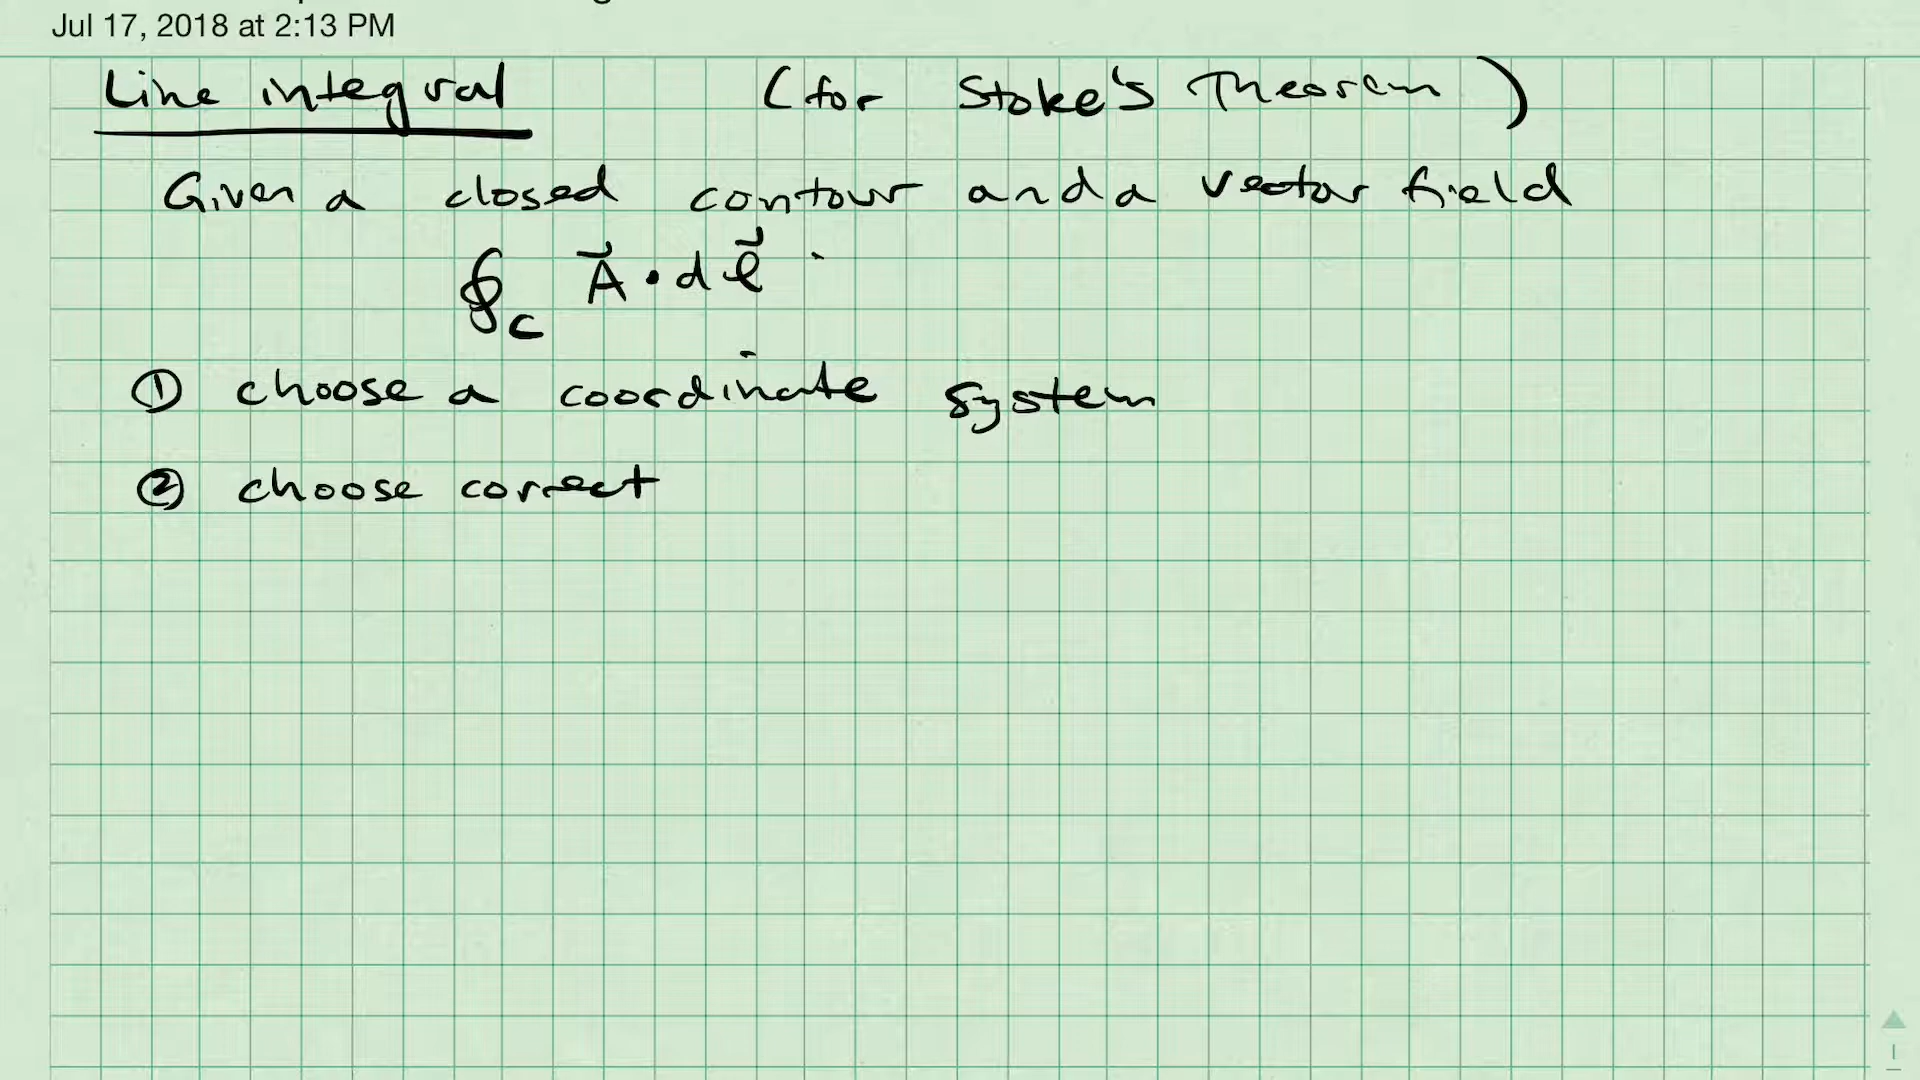 Jul 17, 2018 at 2:13 PM
Line integral (for Stoke's Theorem)
Given a closed contour and a vector field
∮_C A⃗ • dℓ⃗
① choose a coordinate system
② choose correct